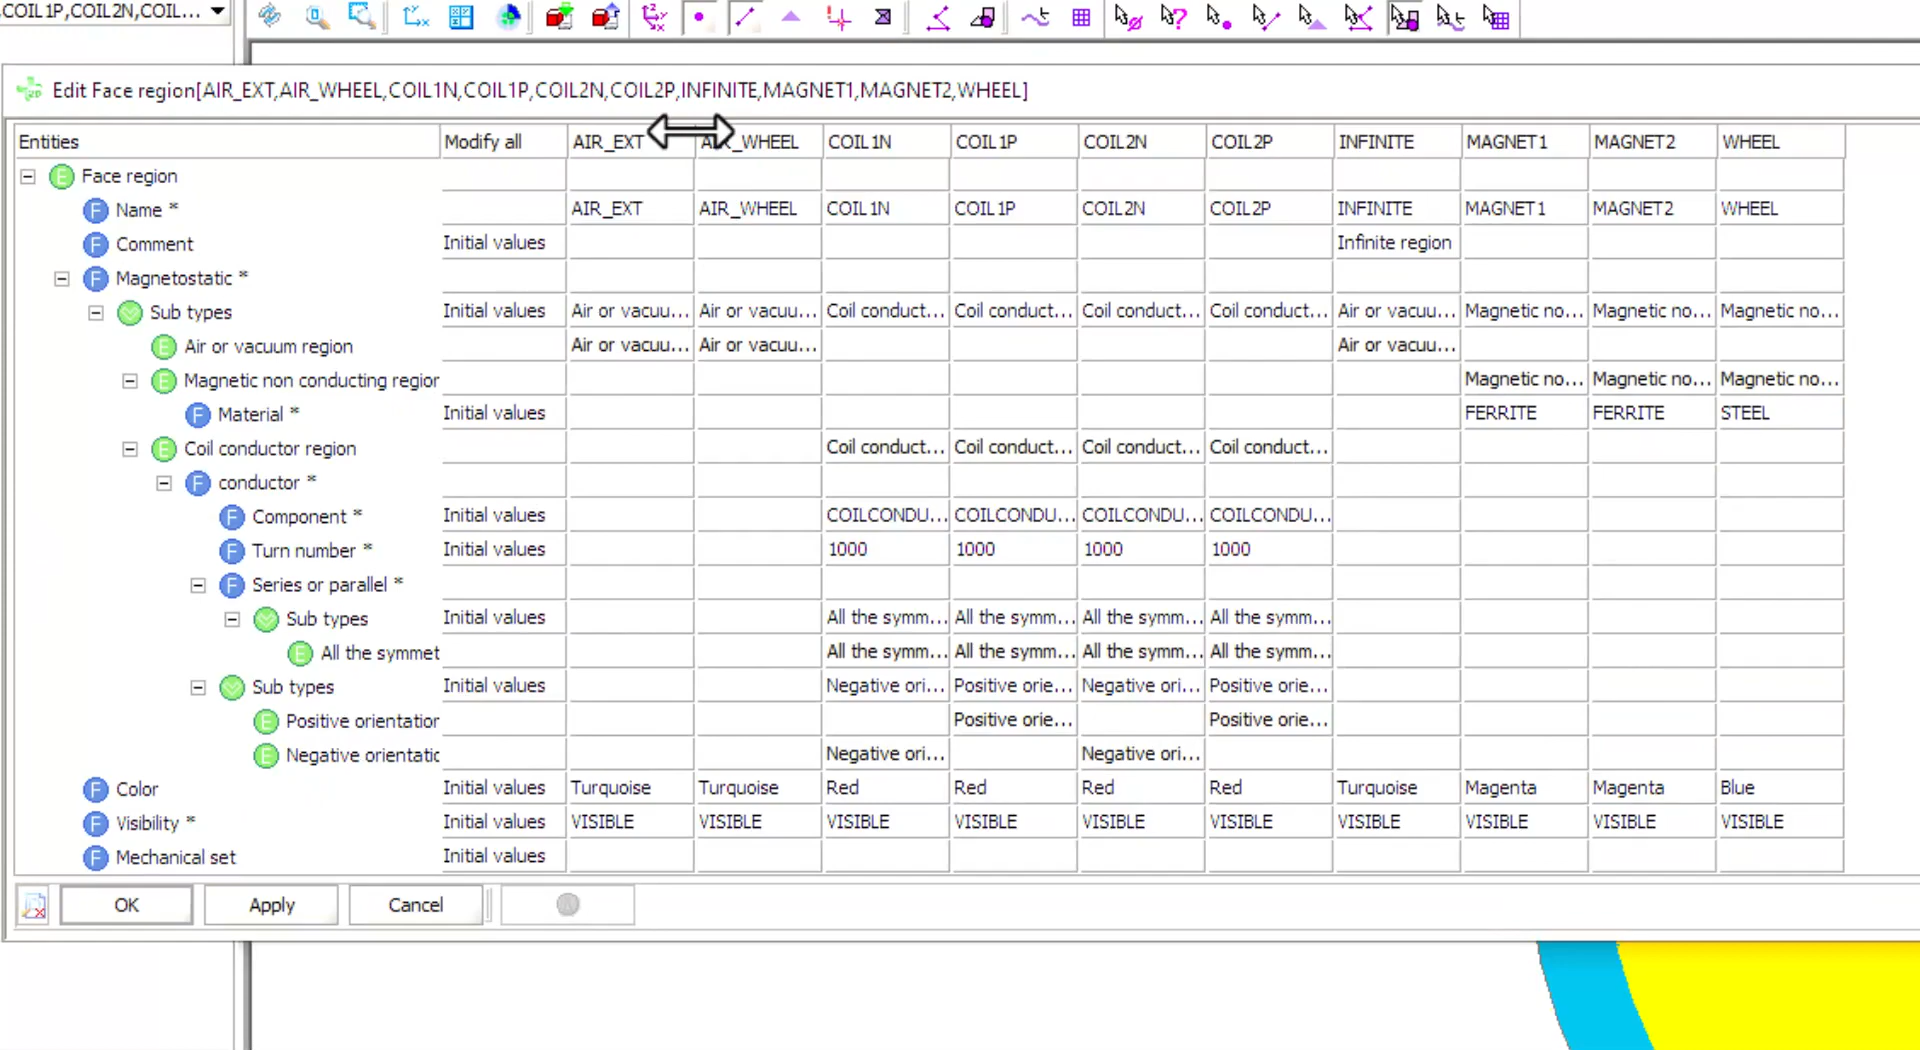 COIL1P,COIL2N,COIL...
Edit Face region[AIR_EXT,AIR_WHEEL,COIL1N,COIL1P,COIL2N,COIL2P,INFINITE,MAGNET1,MAGNET2,WHEEL]
Entities Modify all AIR_EXT AIR_WHEEL COIL1N COIL1P COIL2N COIL2P INFINITE MAGNET1 MAGNET2 WHEEL
E Face region
F Name * AIR_EXT AIR_WHEEL COIL1N COIL1P COIL2N COIL2P INFINITE MAGNET1 MAGNET2 WHEEL
F Comment Initial values Infinite region
F Magnetostatic *
Sub types Initial values Air or vacuu... Air or vacuu... Coil conduct... Coil conduct... Coil conduct... Coil conduct... Air or vacuu... Magnetic no... Magnetic no... Magnetic no...
E Air or vacuum region Air or vacuu... Air or vacuu... Air or vacuu...
E Magnetic non conducting region Magnetic no... Magnetic no... Magnetic no...
F Material * Initial values FERRITE FERRITE STEEL
E Coil conductor region Coil conduct... Coil conduct... Coil conduct... Coil conduct...
F conductor *
F Component * Initial values COILCONDU... COILCONDU... COILCONDU... COILCONDU...
F Turn number * Initial values 1000 1000 1000 1000
F Series or parallel *
Sub types Initial values All the symm... All the symm... All the symm... All the symm...
E All the symmet All the symm... All the symm... All the symm... All the symm...
Sub types Initial values Negative ori... Positive orie... Negative ori... Positive orie...
E Positive orientation Positive orie... Positive orie...
E Negative orientatic Negative ori... Negative ori...
F Color Initial values Turquoise Turquoise Red Red Red Red Turquoise Magenta Magenta Blue
F Visibility * Initial values VISIBLE VISIBLE VISIBLE VISIBLE VISIBLE VISIBLE VISIBLE VISIBLE VISIBLE VISIBLE
F Mechanical set Initial values
OK Apply Cancel